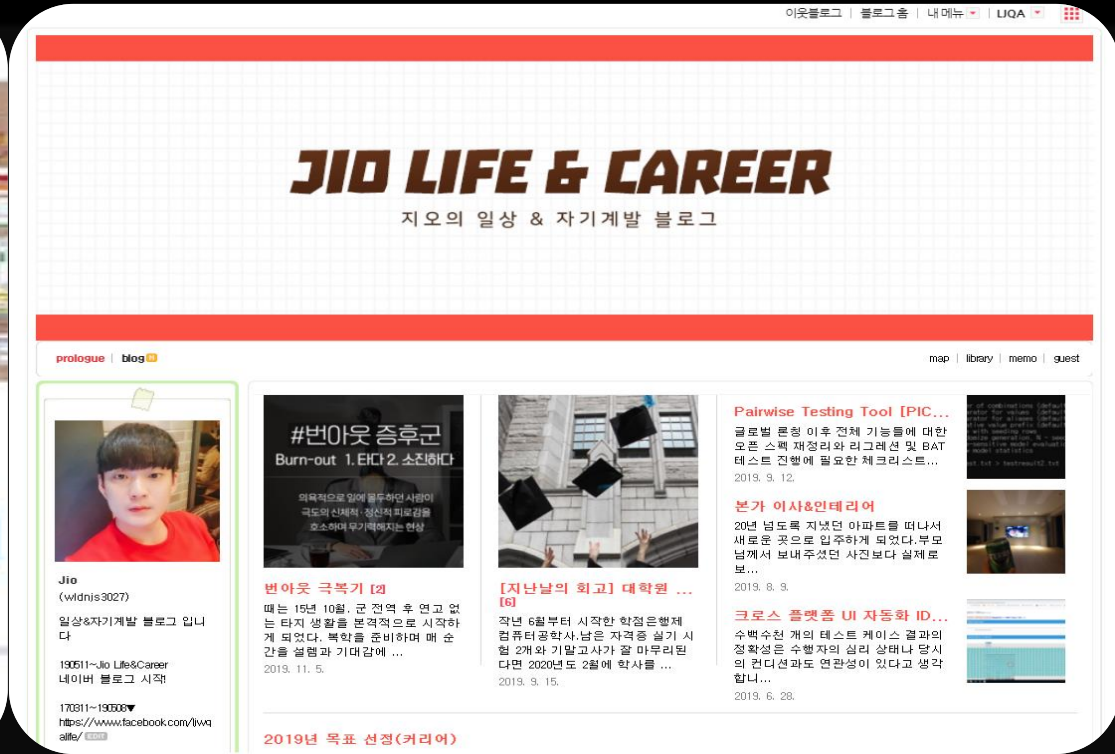 이웃블로그 | 블로그 홈 | 내 메뉴 | LJQA
JIO LIFE & CAREER
지오의 일상 & 자기계발 블로그
prologue | blog
map | library | memo | guest
Jio
(wldnjs3027)
일상&자기계발 블로그 입니
다
190511~Jio Life&Career
네이버 블로그 시작!
170311~190508▼
https://www.facebook.com/ljwq
alife/ EDIT
#번아웃 증후군
Burn-out 1. 타다 2. 소진하다
의욕적으로 일에 몰두하던 사람이
극도의 신체적·정신적 피로감을
호소하며 무기력해지는 현상
번아웃 극복기 [2]
때는 15년 10월. 군 전역 후 연고 없
는 타지 생활을 본격적으로 시작하
게 되었다. 복학을 준비하며 매 순
간을 설렘과 기대감에 ...
2019. 11. 5.
[지난날의 회고] 대학원 ...
[6]
작년 6월부터 시작한 학점은행제
컴퓨터공학사.남은 자격증 실기 시
험 2개와 기말고사가 잘 마무리된
다면 2020년도 2월에 학사를 ...
2019. 9. 15.
Pairwise Testing Tool [PIC...
글로벌 론칭 이후 전체 기능들에 대한
오픈 스펙 재정리와 리그레션 및 BAT
테스트 진행에 필요한 체크리스트...
2019. 9. 12.
본가 이사&인테리어
20년 넘도록 지냈던 아파트를 떠나서
새로운 곳으로 입주하게 되었다.부모
님께서 보내주셨던 사진보다 실제로
보...
2019. 8. 9.
크로스 플랫폼 UI 자동화 ID...
수백수천 개의 테스트 케이스 결과의
정확성은 수행자의 심리 상태나 당시
의 컨디션과도 연관성이 있다고 생각
합니...
2019. 6. 28.
2019년 목표 선정(커리어)